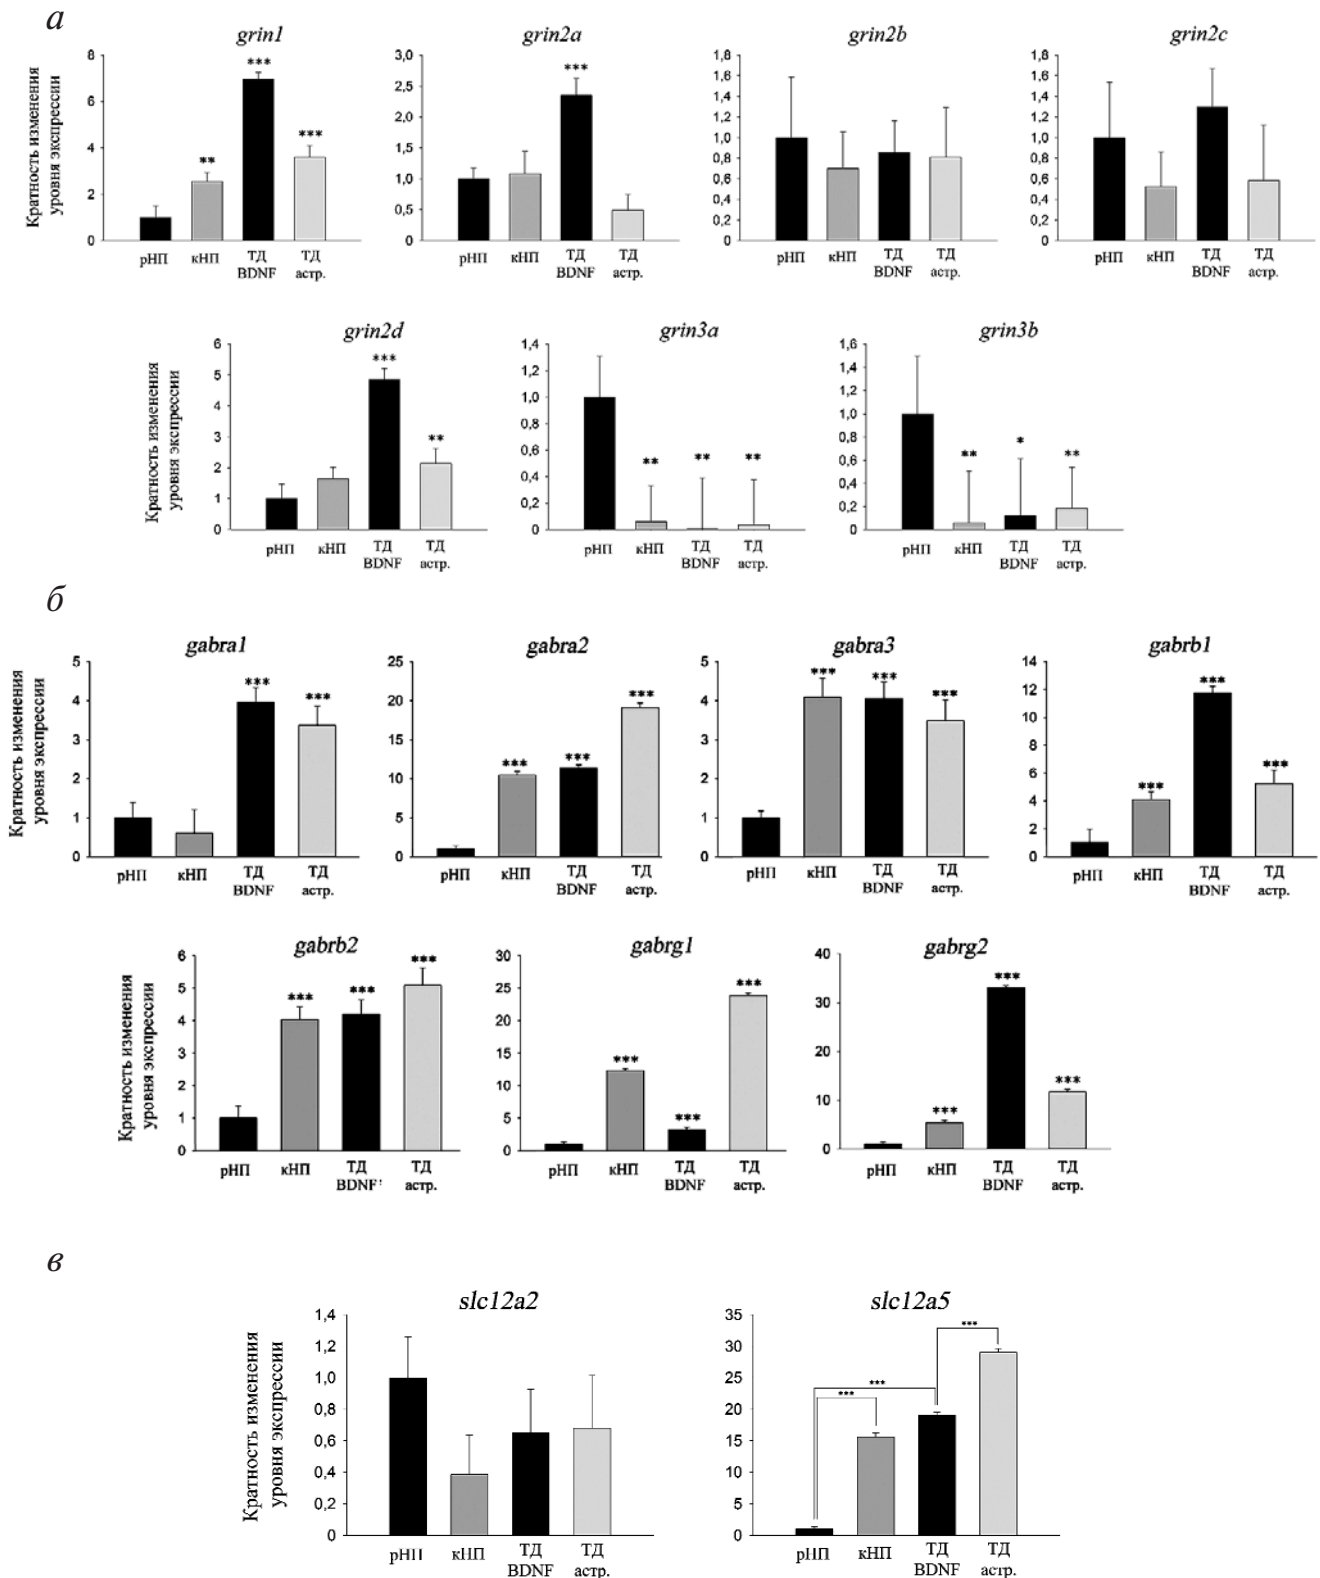 а
grin1 grin2a grin2b grin2c
Кратность изменения
уровня экспрессии
8 6 4 2 0
3,0 2,5 2,0 1,5 1,0 0,5 0
1,8 1,6 1,4 1,2 1,0 0,8 0,6 0,4 0,2 0
1,8 1,6 1,4 1,2 1,0 0,8 0,6 0,4 0,2 0
** *** ***
***
рНП кНП ТД BDNF ТД астр.
рНП кНП ТД BDNF ТД астр.
рНП кНП ТД BDNF ТД астр.
рНП кНП ТД BDNF ТД астр.
grin2d grin3a grin3b
Кратность изменения
уровня экспрессии
6 5 4 3 2 1 0
1,4 1,2 1,0 0,8 0,6 0,4 0,2 0
1,6 1,4 1,2 1,0 0,8 0,6 0,4 0,2 0
*** **
** ** **
** * **
рНП кНП ТД BDNF ТД астр.
рНП кНП ТД BDNF ТД астр.
рНП кНП ТД BDNF ТД астр.
б
gabra1 gabra2 gabra3 gabrb1
Кратность изменения
уровня экспрессии
5 4 3 2 1 0
25 20 15 10 5 0
5 4 3 2 1 0
14 12 10 8 6 4 2 0
*** ***
*** *** ***
*** *** ***
*** *** ***
рНП кНП ТД BDNF ТД астр.
рНП кНП ТД BDNF ТД астр.
рНП кНП ТД BDNF ТД астр.
рНП кНП ТД BDNF ТД астр.
gabrb2 gabrg1 gabrg2
Кратность изменения
уровня экспрессии
6 5 4 3 2 1 0
30 25 20 15 10 5 0
40 30 20 10 0
*** *** ***
*** *** ***
*** *** ***
рНП кНП ТД BDNF ТД астр.
рНП кНП ТД BDNF ТД астр.
рНП кНП ТД BDNF ТД астр.
в
slc12a2 slc12a5
Кратность изменения
уровня экспрессии
1,4 1,2 1,0 0,8 0,6 0,4 0,2 0
35 30 25 20 15 10 5 0
*** *** ***
рНП кНП ТД BDNF ТД астр.
рНП кНП ТД BDNF ТД астр.